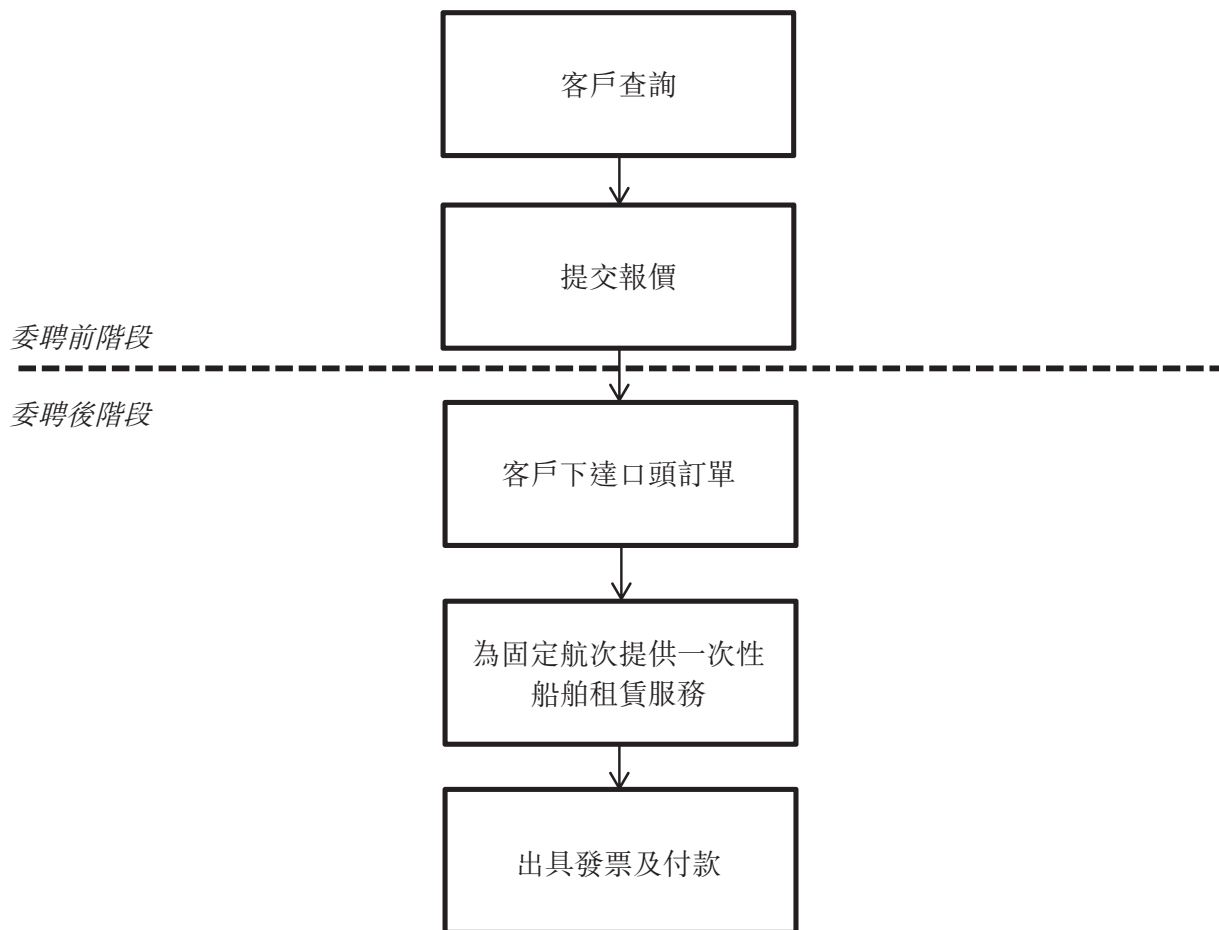 客戶查詢
提交報價
委聘前階段
委聘後階段
客戶下達口頭訂單
為固定航次提供一次性
船舶租賃服務
出具發票及付款